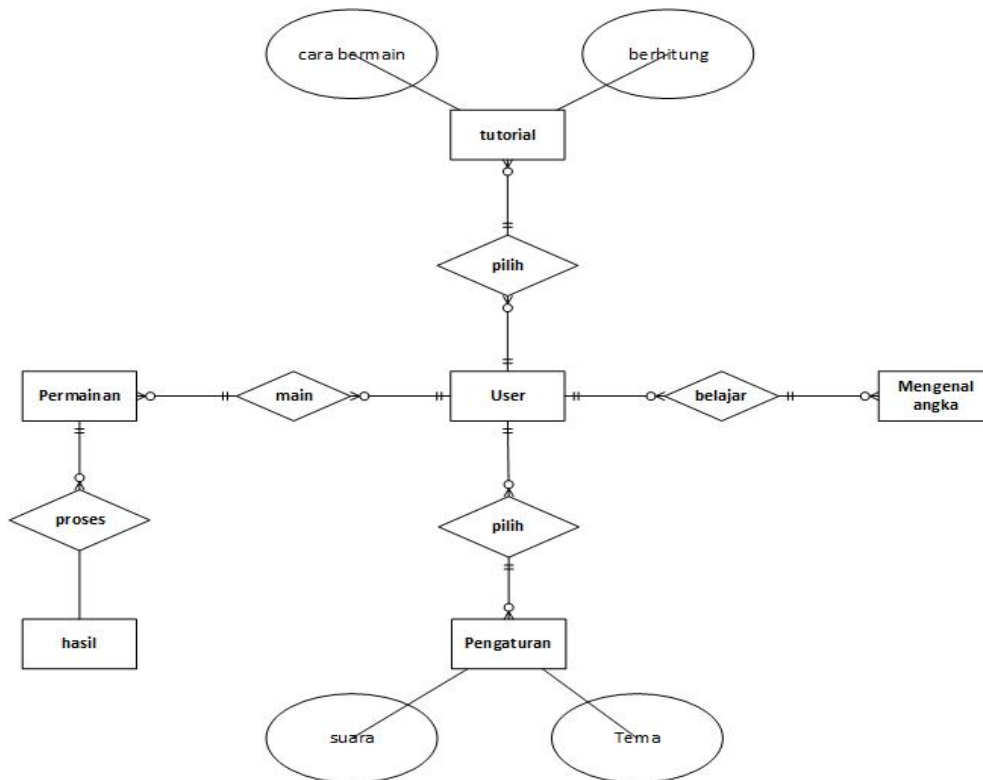 cara bermain
berhitung
tutorial
pilih
Permainan
main
User
belajar
Mengenal
angka
proses
pilih
hasil
Pengaturan
suara
Tema